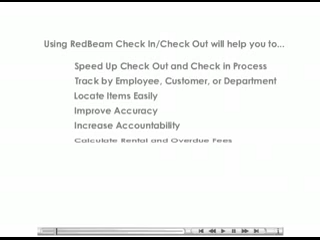 Using RedBeam Check In/Check Out will help you to...
Speed Up Check Out and Check in Process
Track by Employee, Customer, or Department
Locate Items Easily
Improve Accuracy
Increase Accountability
Calculate Rental and Overdue Fees